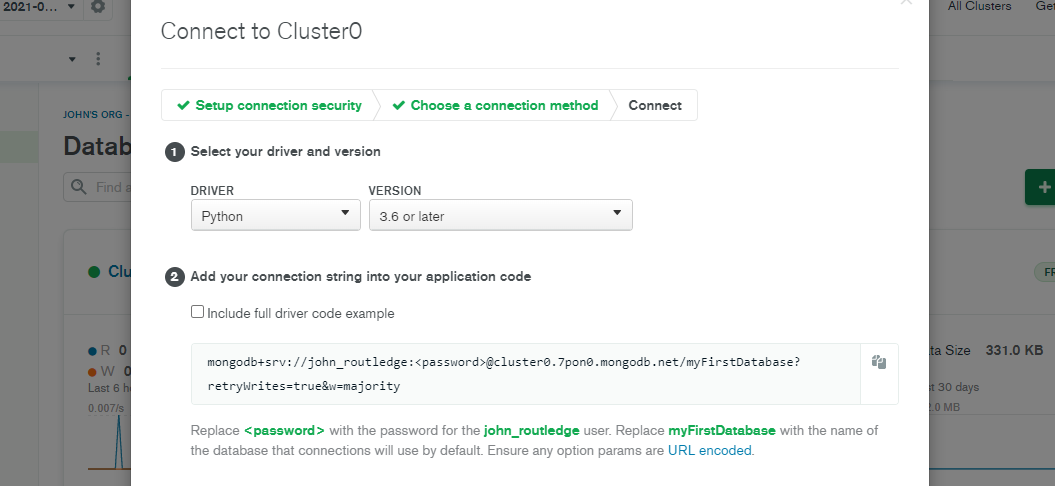 2021-0...
All Clusters
Connect to Cluster0
Setup connection security
Choose a connection method
Connect
JOHN'S ORG -
1 Select your driver and version
DRIVER
VERSION
Python
3.6 or later
Find
Clu
2 Add your connection string into your application code
Include full driver code example
mongodb+srv://john_routledge:<password>@cluster0.7pon0.mongodb.net/myFirstDatabase?
retryWrites=true&w=majority
R 0
W 0
Last 6 h
0.007/s
ta Size 331.0 KB
t 30 days
2.0 MB
Replace <password> with the password for the john_routledge user. Replace myFirstDatabase with the name of
the database that connections will use by default. Ensure any option params are URL encoded.